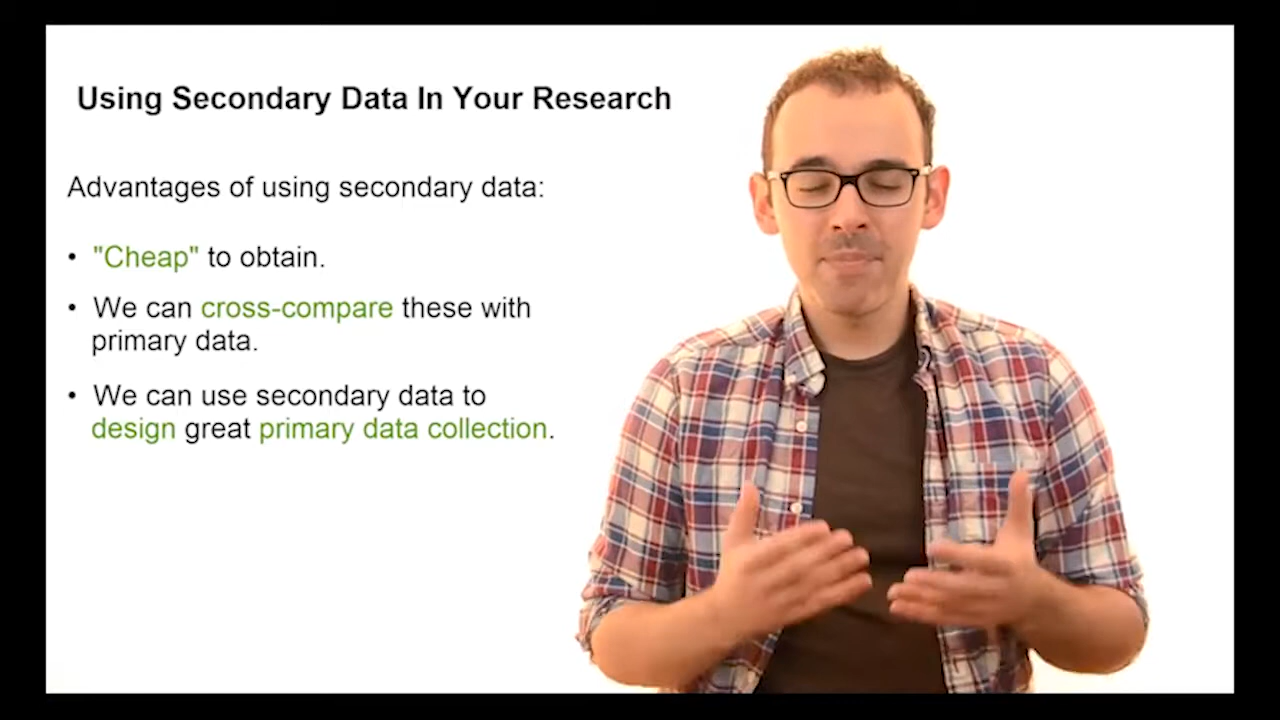 Using Secondary Data In Your Research
Advantages of using secondary data:
• "Cheap" to obtain.
• We can cross-compare these with
primary data.
• We can use secondary data to
design great primary data collection.